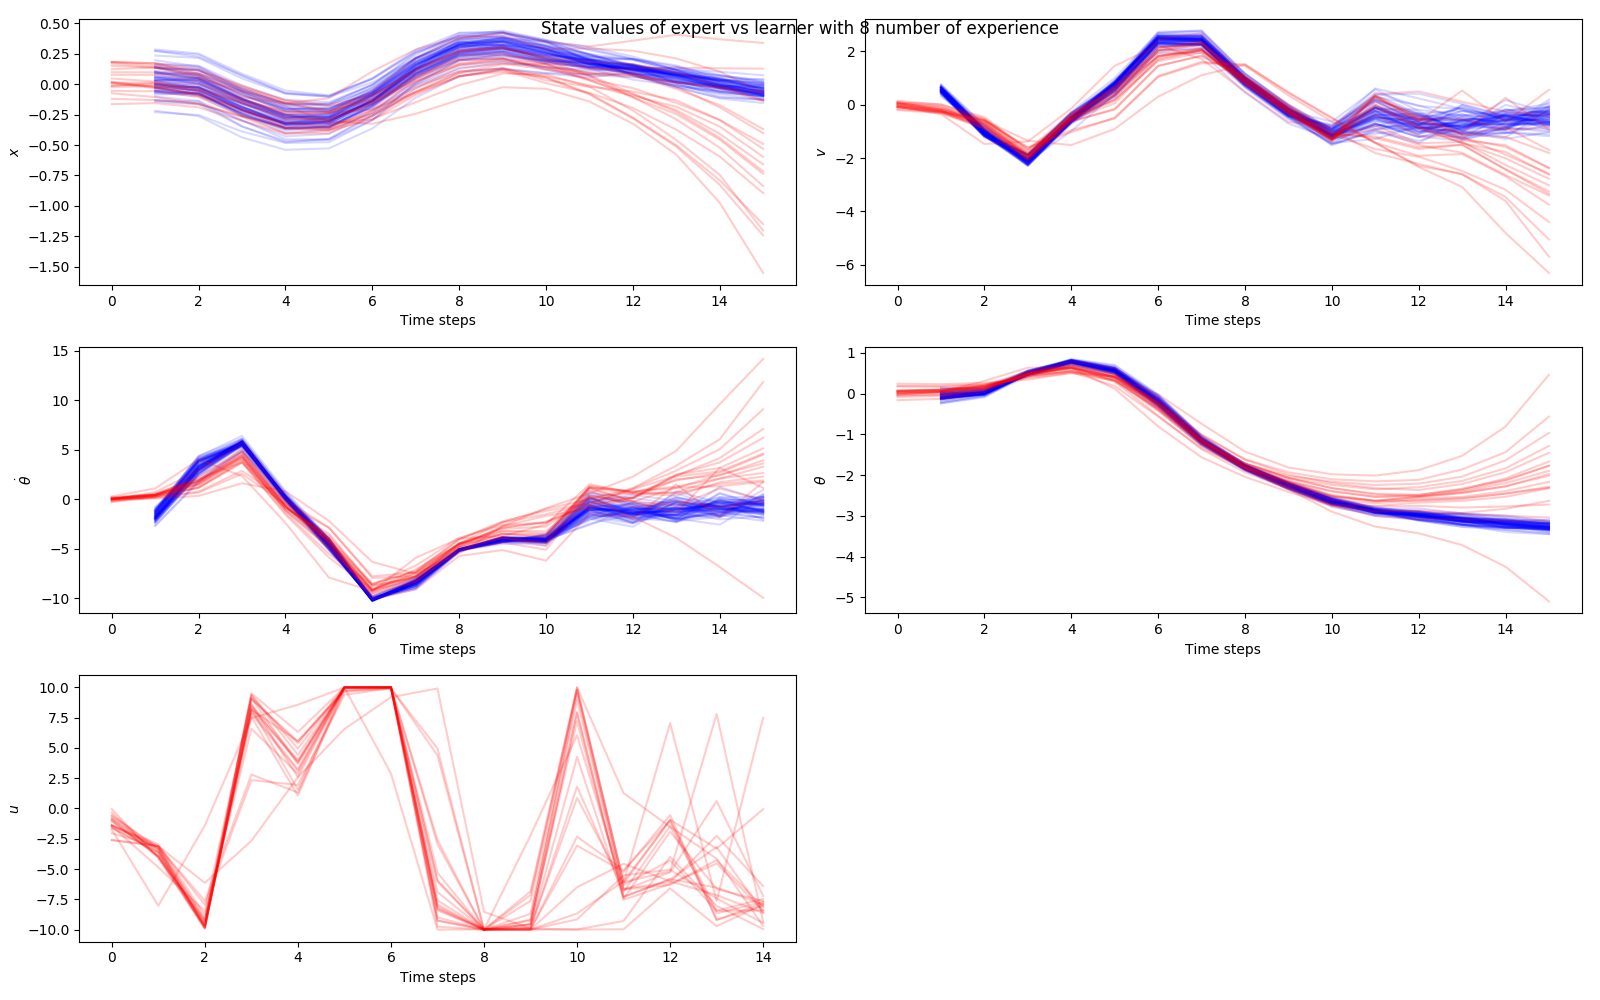 State values of expert vs learner with 8 number of experience
0.50
0.25
0.00
−0.25
−0.50
−0.75
−1.00
−1.25
−1.50
x
0 2 4 6 8 10 12 14
Time steps
2
0
−2
−4
−6
v
0 2 4 6 8 10 12 14
Time steps
15
10
5
0
−5
−10
θ̇
0 2 4 6 8 10 12 14
Time steps
1
0
−1
−2
−3
−4
−5
θ
0 2 4 6 8 10 12 14
Time steps
10.0
7.5
5.0
2.5
0.0
−2.5
−5.0
−7.5
−10.0
u
0 2 4 6 8 10 12 14
Time steps